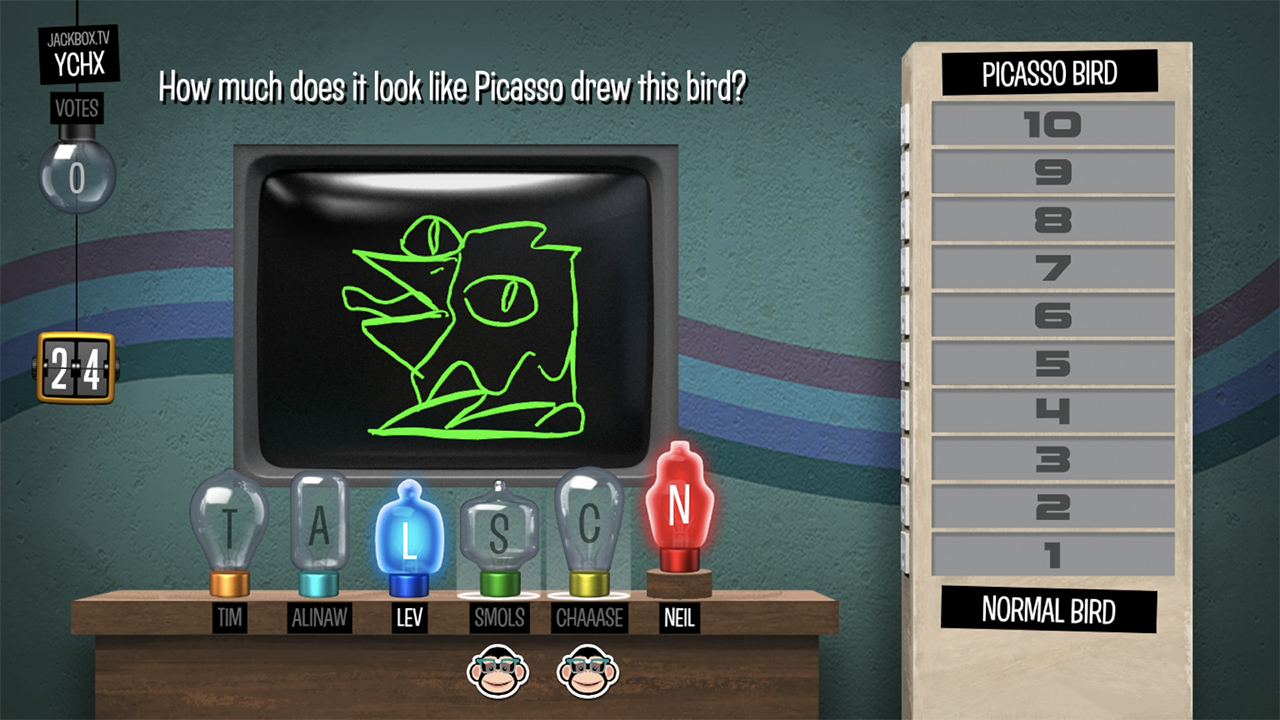 JACKBOX.TV
YCHX
VOTES
0
24
How much does it look like Picasso drew this bird?
PICASSO BIRD
10
9
8
7
6
5
4
3
2
1
NORMAL BIRD
T A L S C N
TIM ALINAW LEV SMOLS CHAAASE NEIL